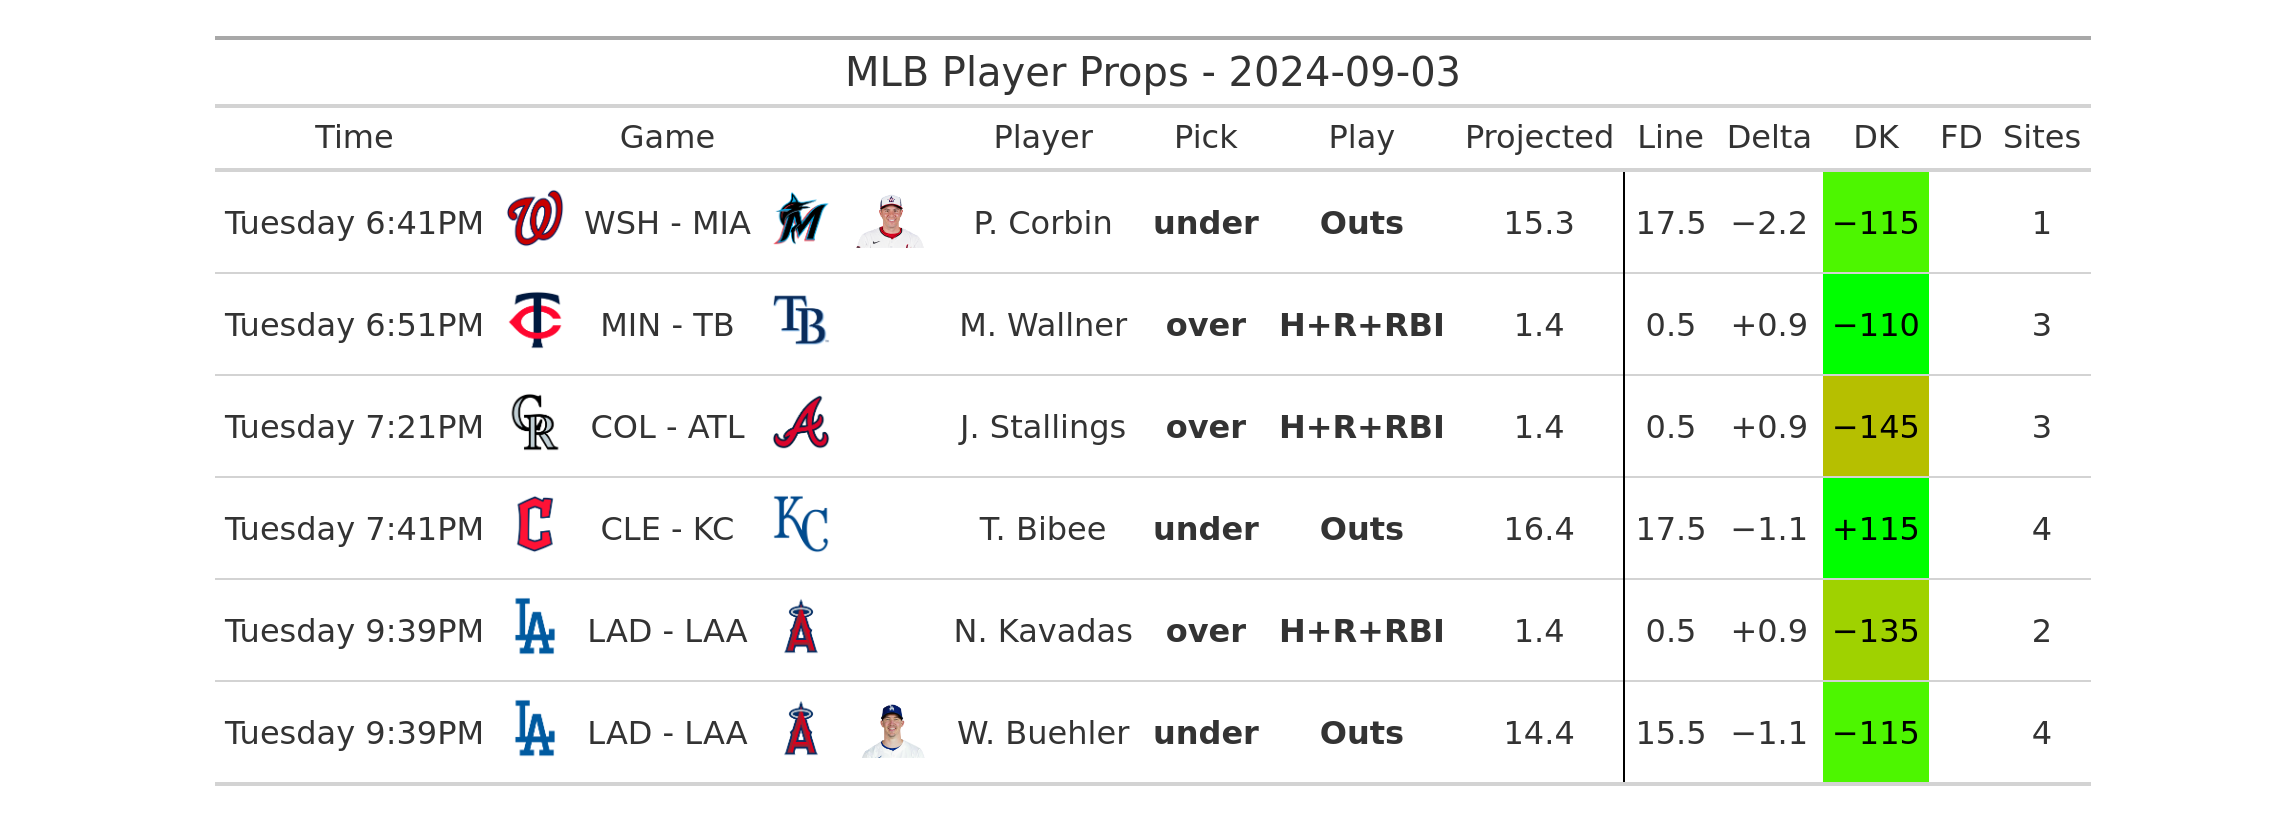 MLB Player Props - 2024-09-03
Time Game Player Pick Play Projected Line Delta DK FD Sites
Tuesday 6:41PM WSH - MIA P. Corbin under Outs 15.3 17.5 −2.2 −115 1
Tuesday 6:51PM MIN - TB M. Wallner over H+R+RBI 1.4 0.5 +0.9 −110 3
Tuesday 7:21PM COL - ATL J. Stallings over H+R+RBI 1.4 0.5 +0.9 −145 3
Tuesday 7:41PM CLE - KC T. Bibee under Outs 16.4 17.5 −1.1 +115 4
Tuesday 9:39PM LAD - LAA N. Kavadas over H+R+RBI 1.4 0.5 +0.9 −135 2
Tuesday 9:39PM LAD - LAA W. Buehler under Outs 14.4 15.5 −1.1 −115 4